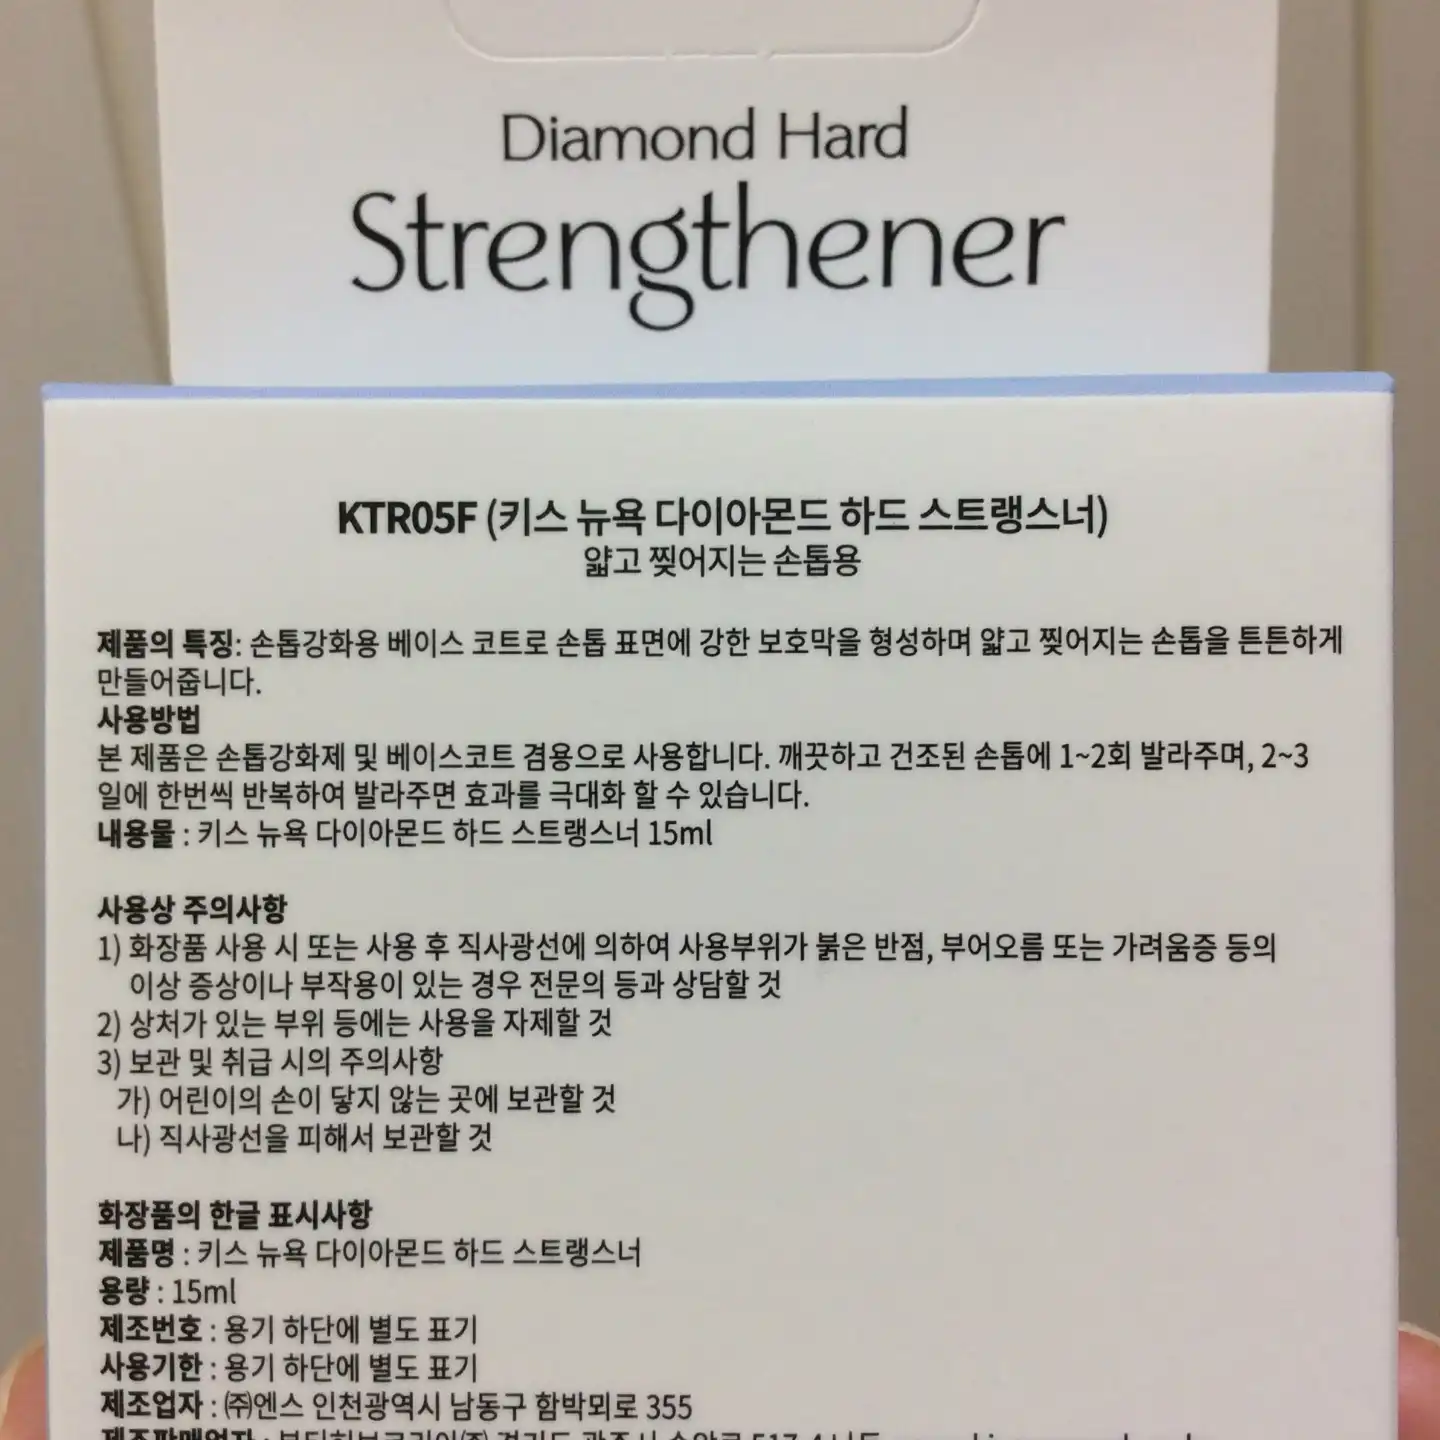 Diamond Hard
Strengthener
KTR05F (키스 뉴욕 다이아몬드 하드 스트랭스너)
얇고 찢어지는 손톱용
제품의 특징: 손톱강화용 베이스 코트로 손톱 표면에 강한 보호막을 형성하며 얇고 찢어지는 손톱을 튼튼하게
만들어줍니다.
사용방법
본 제품은 손톱강화제 및 베이스코트 겸용으로 사용합니다. 깨끗하고 건조된 손톱에 1~2회 발라주며, 2~3
일에 한번씩 반복하여 발라주면 효과를 극대화 할 수 있습니다.
내용물 : 키스 뉴욕 다이아몬드 하드 스트랭스너 15ml
사용상 주의사항
1) 화장품 사용 시 또는 사용 후 직사광선에 의하여 사용부위가 붉은 반점, 부어오름 또는 가려움증 등의
이상 증상이나 부작용이 있는 경우 전문의 등과 상담할 것
2) 상처가 있는 부위 등에는 사용을 자제할 것
3) 보관 및 취급 시의 주의사항
가) 어린이의 손이 닿지 않는 곳에 보관할 것
나) 직사광선을 피해서 보관할 것
화장품의 한글 표시사항
제품명 : 키스 뉴욕 다이아몬드 하드 스트랭스너
용량 : 15ml
제조번호 : 용기 하단에 별도 표기
사용기한 : 용기 하단에 별도 표기
제조업자 : ㈜엔스 인천광역시 남동구 함박뫼로 355